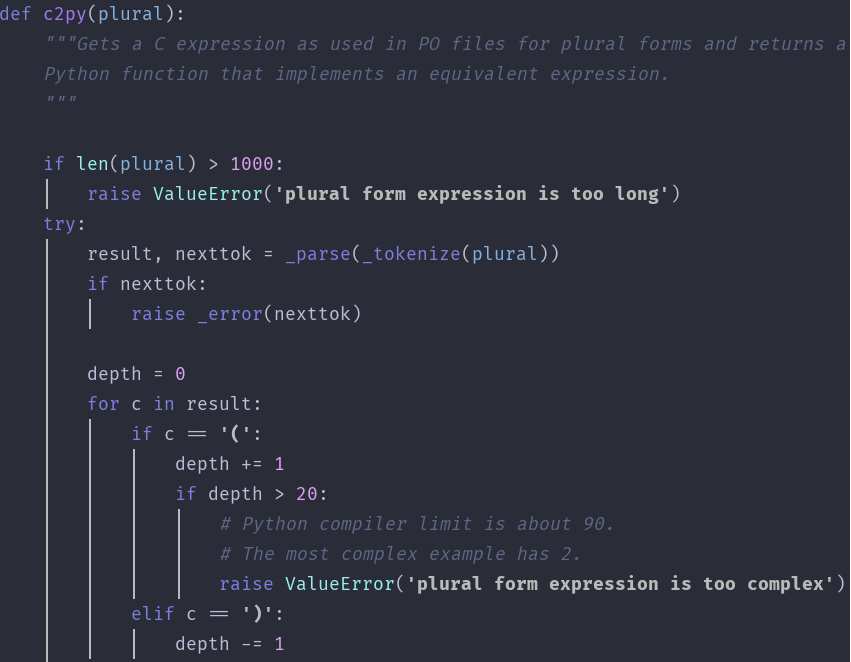 def c2py(plural):
    """Gets a C expression as used in PO files for plural forms and returns a
    Python function that implements an equivalent expression.
    """

    if len(plural) > 1000:
        raise ValueError('plural form expression is too long')
    try:
        result, nexttok = _parse(_tokenize(plural))
        if nexttok:
            raise _error(nexttok)

        depth = 0
        for c in result:
            if c == '(':
                depth += 1
                if depth > 20:
                    # Python compiler limit is about 90.
                    # The most complex example has 2.
                    raise ValueError('plural form expression is too complex')
            elif c == ')':
                depth -= 1